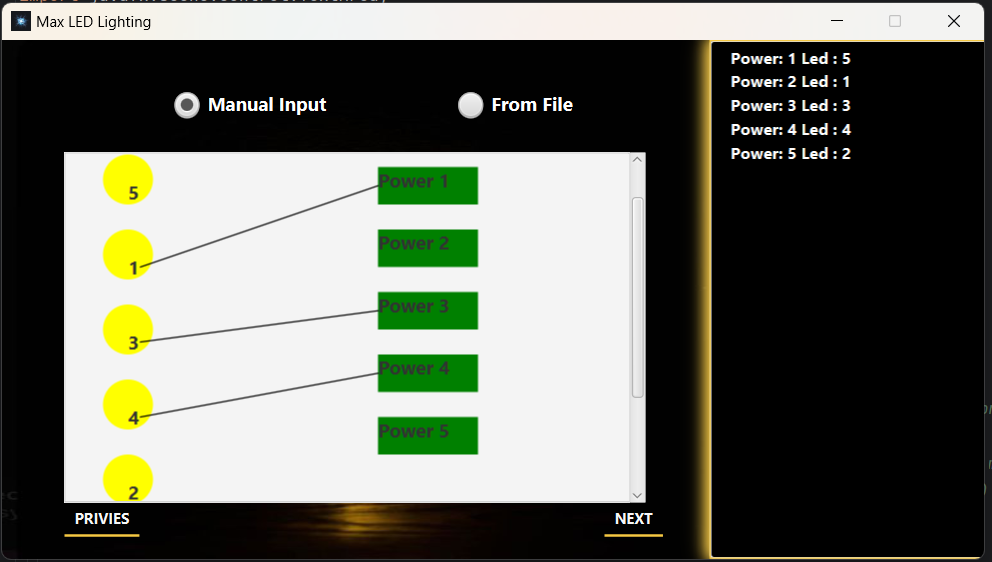 Max LED Lighting
Manual Input
From File
5
1
3
4
2
Power 1
Power 2
Power 3
Power 4
Power 5
PRIVIES
NEXT
Power: 1 Led : 5
Power: 2 Led : 1
Power: 3 Led : 3
Power: 4 Led : 4
Power: 5 Led : 2